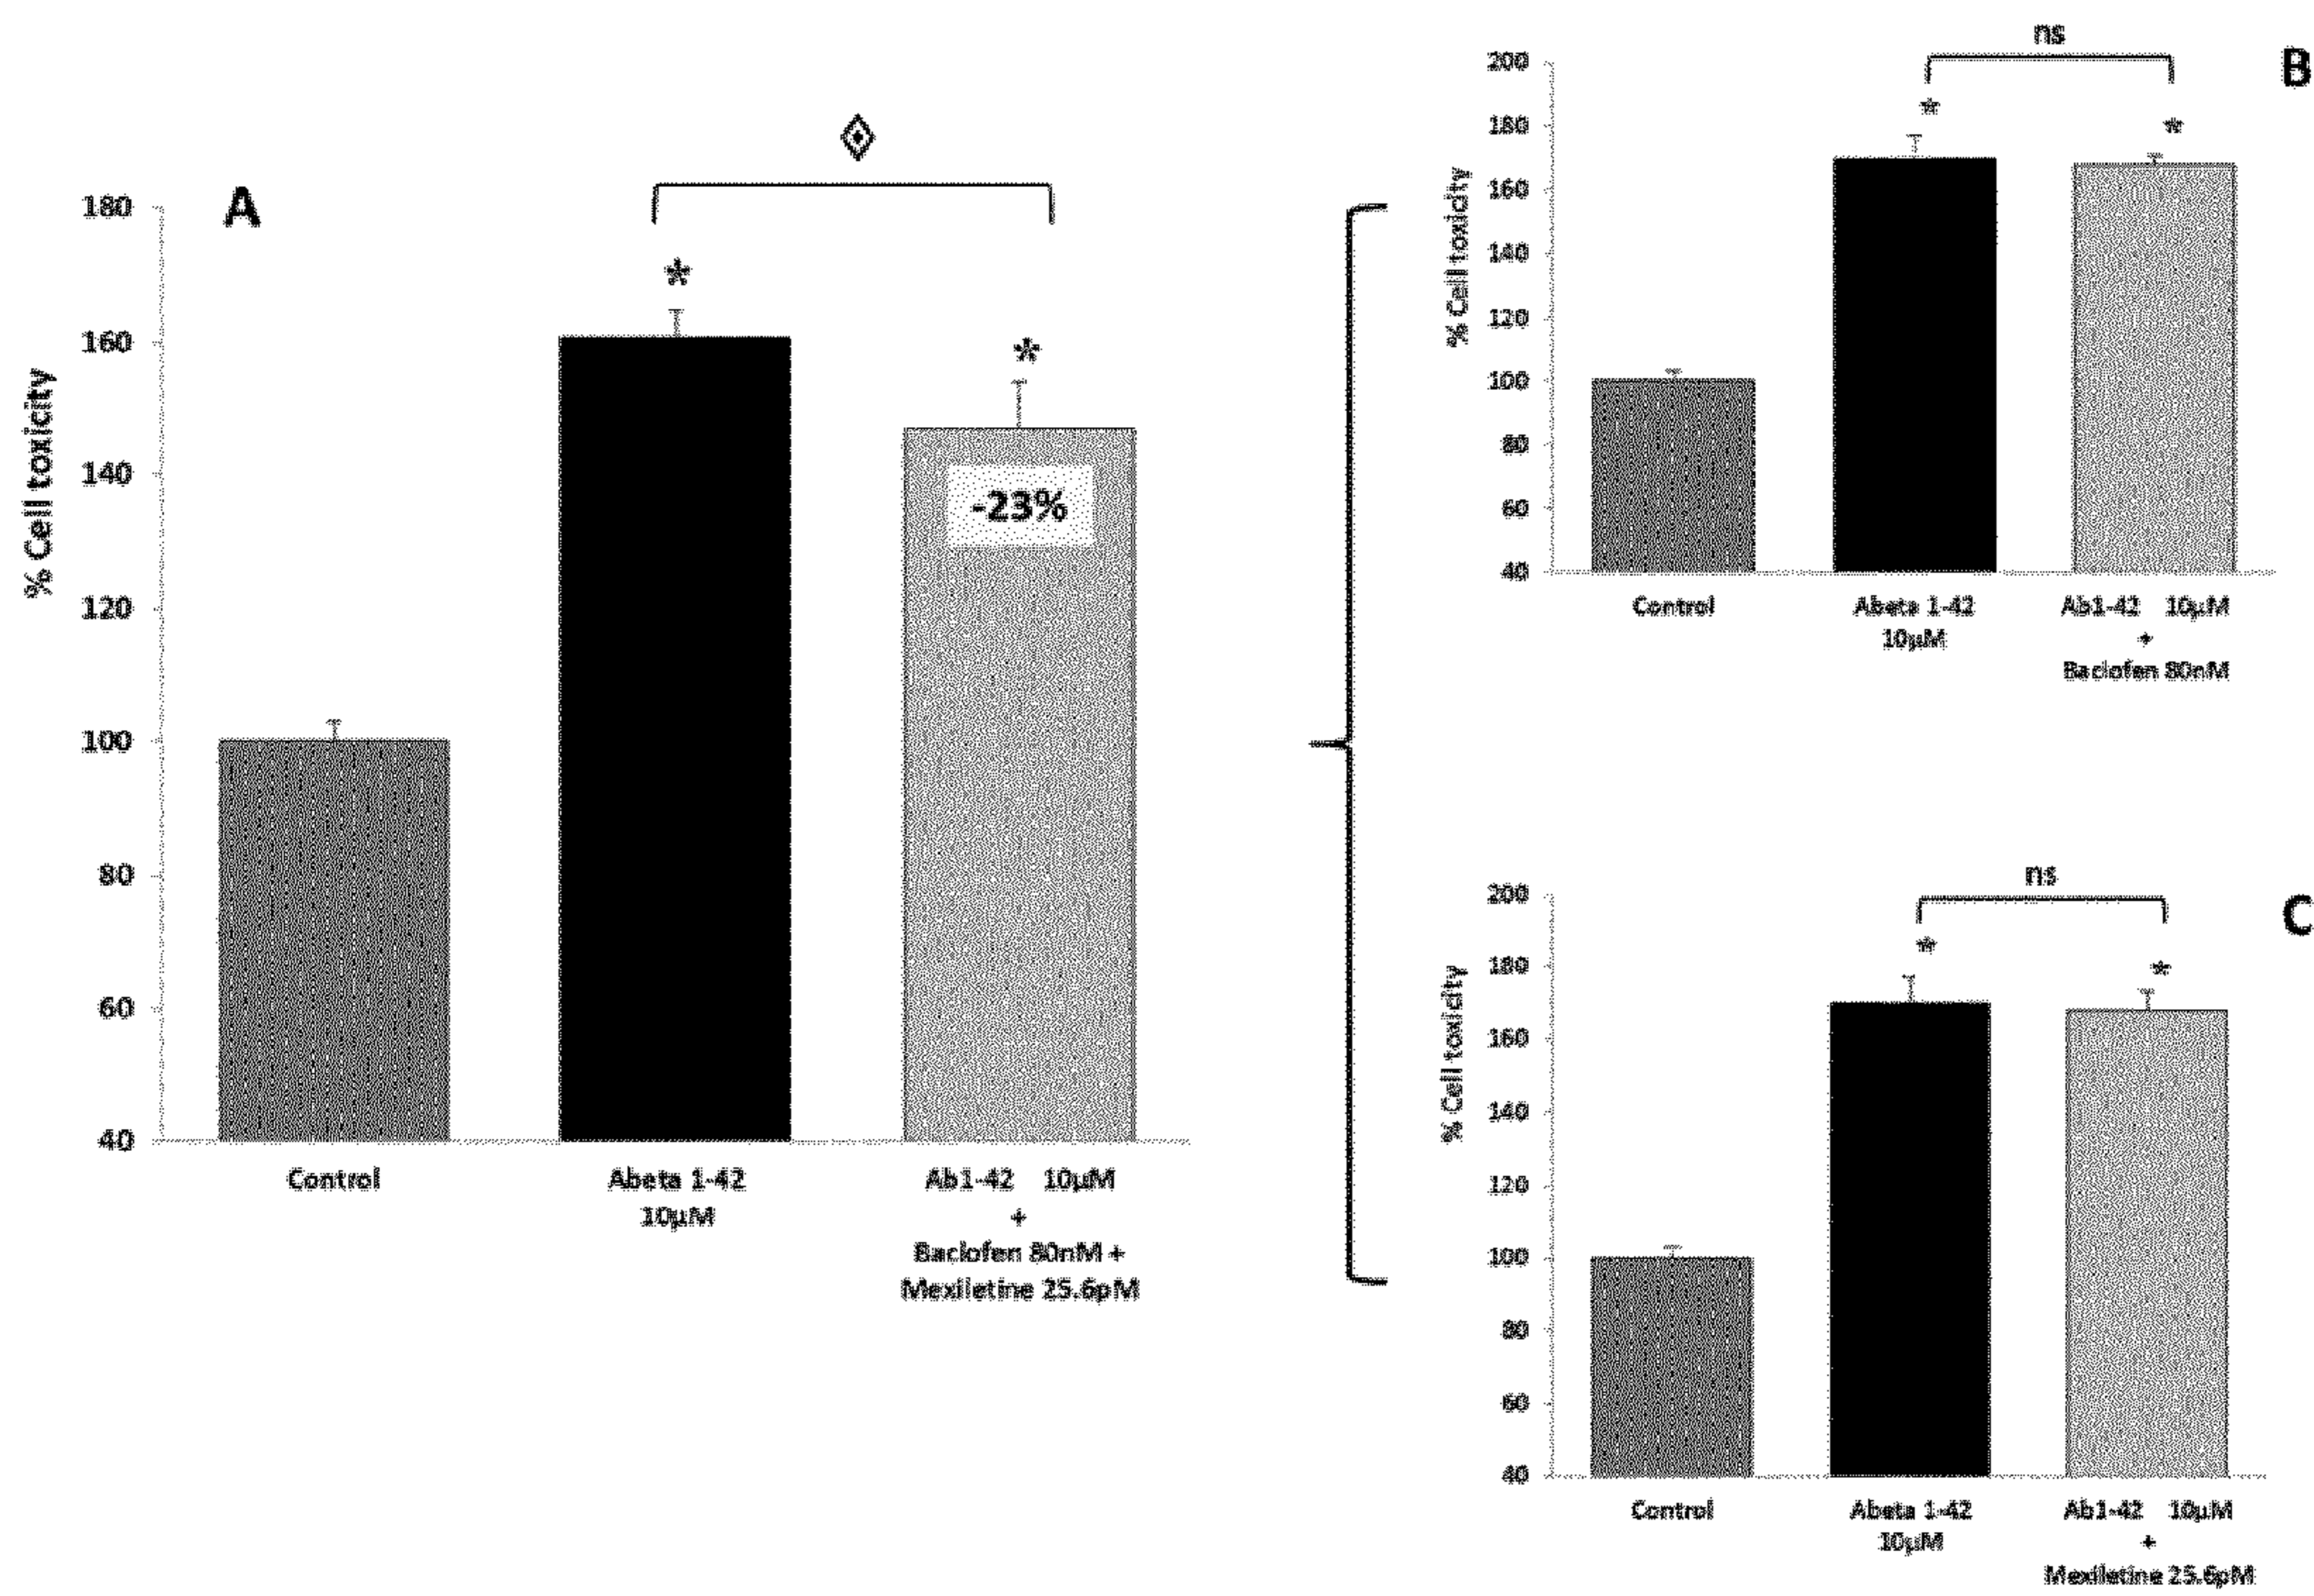 A
% Cell toxicity
180
160
140
120
100
80
60
40
*
*
-23%
Control
Abeta 1-42
10µM
Ab1-42 10µM
+
Baclofen 80nM +
Mexiletine 25.6pM
B
ns
% Cell toxicity
200
180
160
140
120
100
80
60
40
*
*
Control
Abeta 1-42
10µM
Ab1-42 10µM
+
Baclofen 80nM
C
ns
% Cell toxicity
200
180
160
140
120
100
80
60
40
*
*
Control
Abeta 1-42
10µM
Ab1-42 10µM
+
Mexiletine 25.6pM